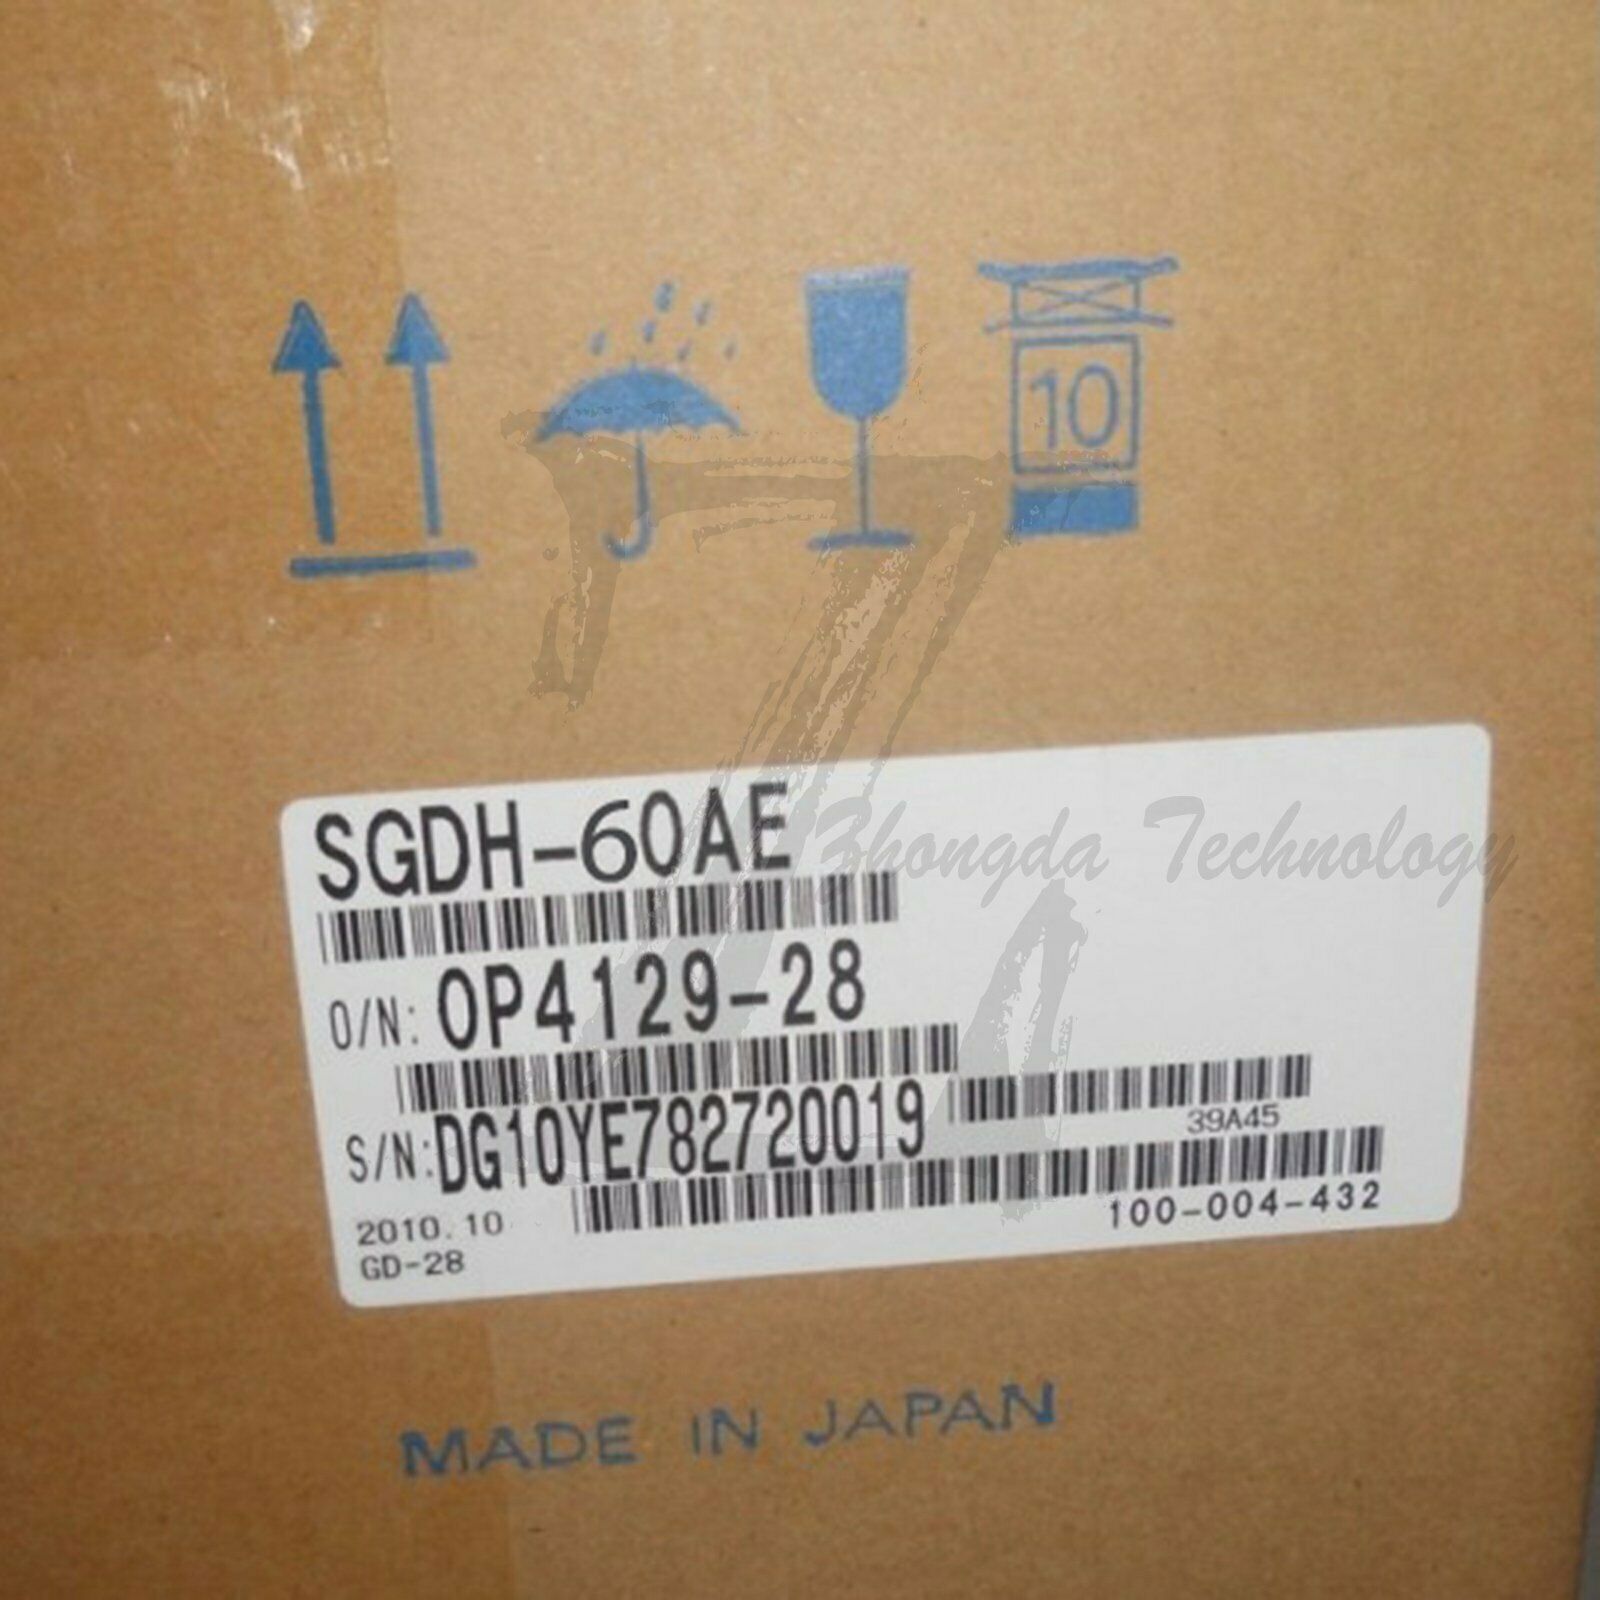 10
SGDH-60AE
Zhongda Technology
O/N: OP4129-28
S/N: DG10YE782720019
39A45
2010.10
100-004-432
GD-28
MADE IN JAPAN